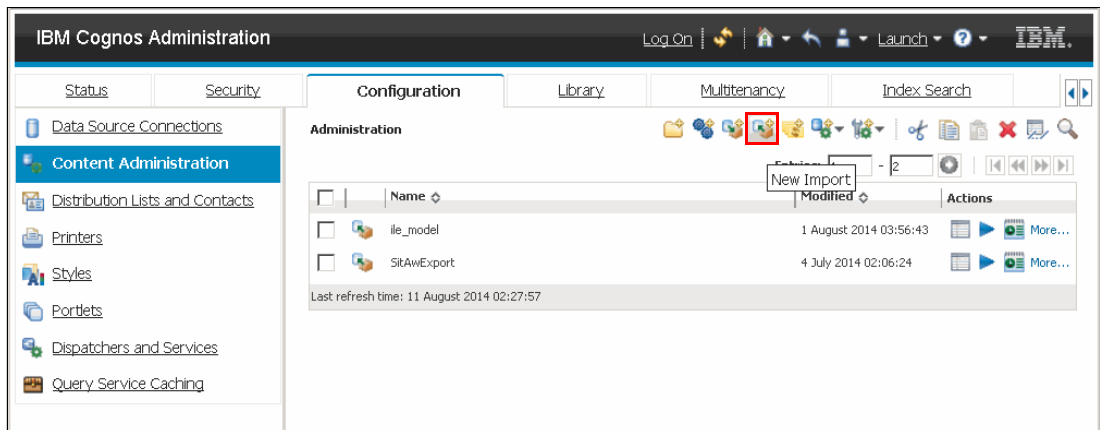 IBM Cognos Administration Log On Launch IBM.
Status Security Configuration Library Multitenancy Index Search
Data Source Connections
Administration
Content Administration
- 2
New Import
Distribution Lists and Contacts
Name Modified Actions
Printers
ile_model 1 August 2014 03:56:43 More...
Styles
SitAwExport 4 July 2014 02:06:24 More...
Portlets
Last refresh time: 11 August 2014 02:27:57
Dispatchers and Services
Query Service Caching